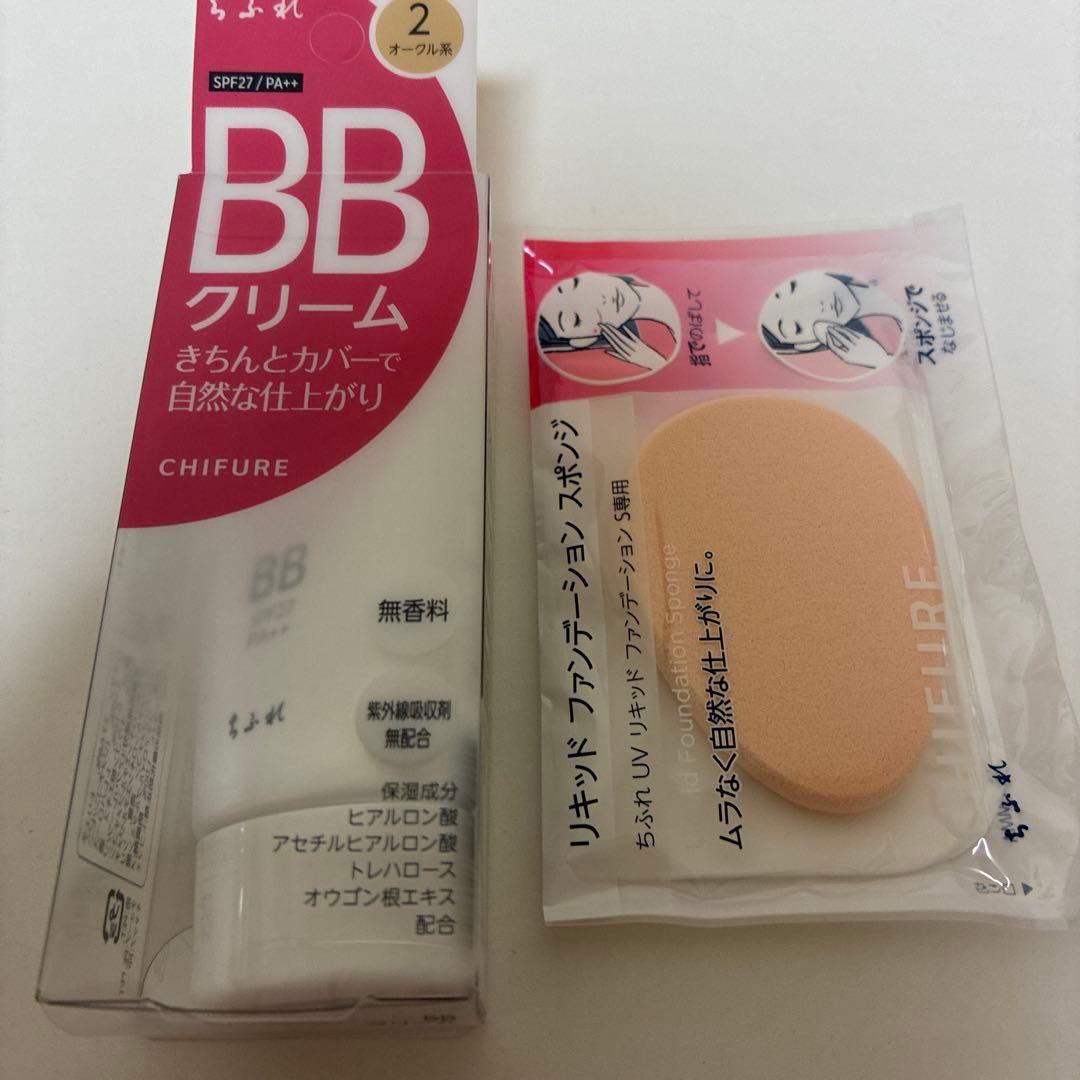 ちふれ
2
オークル系
SPF27 / PA++
BB
クリーム
きちんとカバーで
自然な仕上がり
CHIFURE
BB
SPF27
PA++
ちふれ
無香料
紫外線吸収剤
無配合
保湿成分
ヒアルロン酸
アセチルヒアルロン酸
トレハロース
オウゴン根エキス
配合
指でのばして
スポンジで
なじませる
リキッド ファンデーション スポンジ
ちふれ UV リキッド ファンデーション S専用
id Foundation Sponge
ムラなく自然な仕上がりに。
CHIFURE
ちふれ